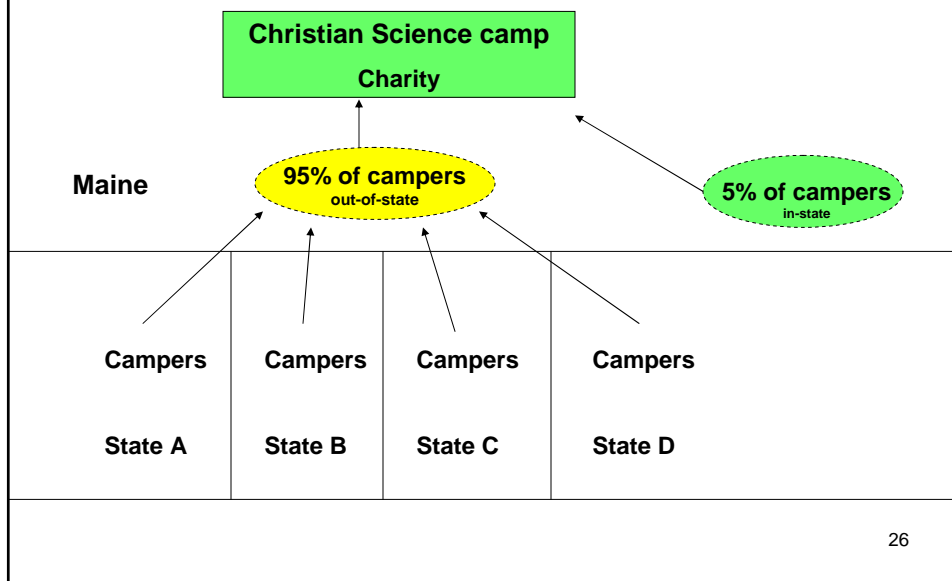 Christian Science camp
Charity
Maine
95% of campers
out-of-state
5% of campers
in-state
Campers Campers Campers Campers
State A State B State C State D
26